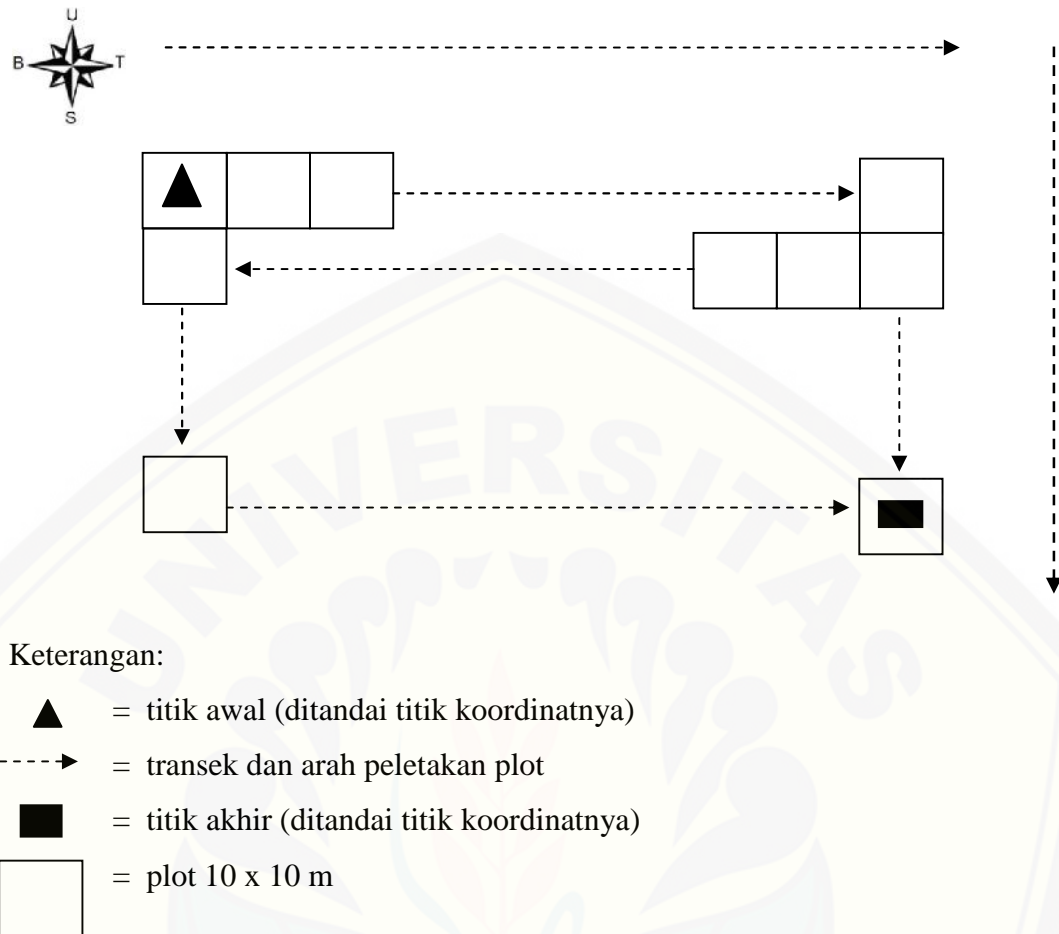 U
B T
S
UNIVERSITAS
Keterangan:
= titik awal (ditandai titik koordinatnya)
= transek dan arah peletakan plot
= titik akhir (ditandai titik koordinatnya)
= plot 10 x 10 m